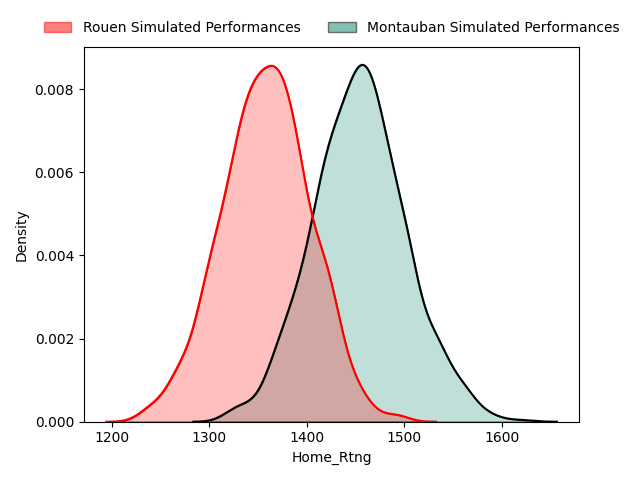 Rouen Simulated Performances Montauban Simulated Performances
0.008
0.006
0.004
0.002
0.000
Density
1200 1300 1400 1500 1600
Home_Rtng